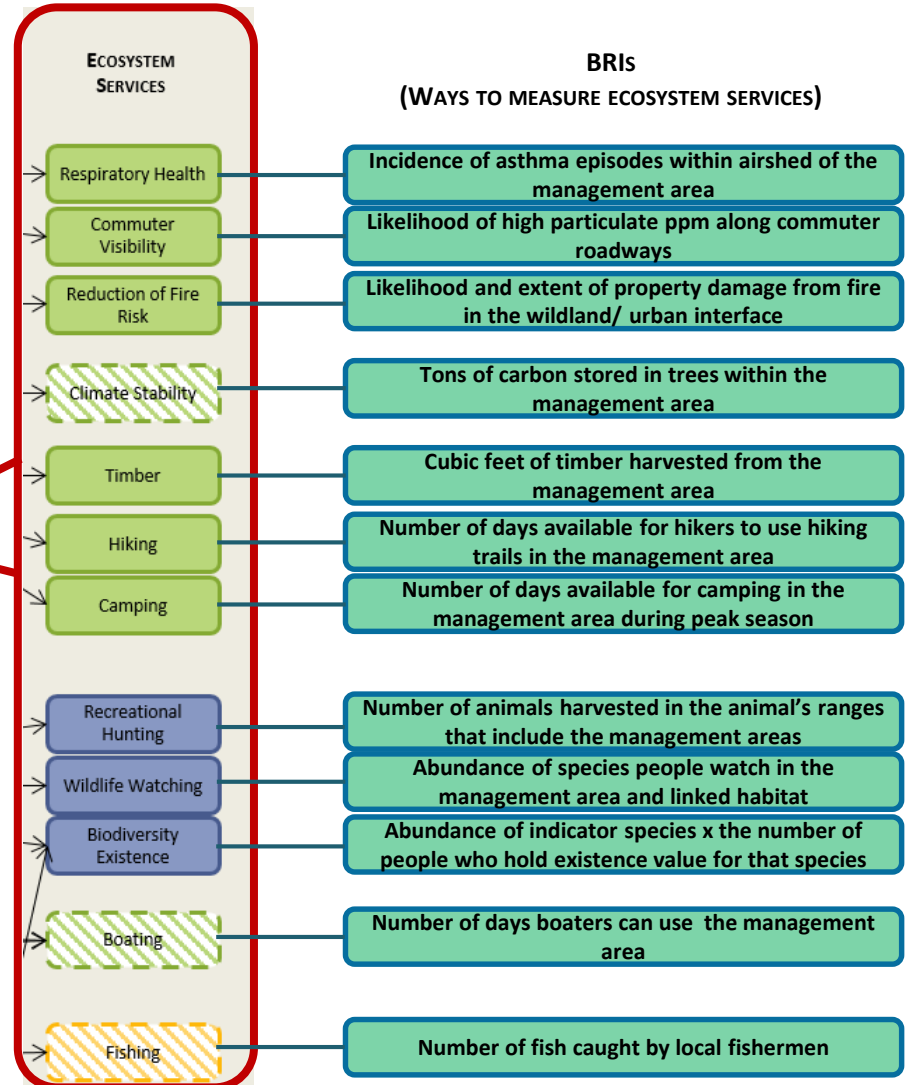 ECOSYSTEM
SERVICES
BRIS
(WAYS TO MEASURE ECOSYSTEM SERVICES)
Respiratory Health
Incidence of asthma episodes within airshed of the
management area
Commuter
Visibility
Likelihood of high particulate ppm along commuter
roadways
Reduction of Fire
Risk
Likelihood and extent of property damage from fire
in the wildland/ urban interface
Climate Stability
Tons of carbon stored in trees within the
management area
Timber
Cubic feet of timber harvested from the
management area
Hiking
Number of days available for hikers to use hiking
trails in the management area
Camping
Number of days available for camping in the
management area during peak season
Recreational
Hunting
Number of animals harvested in the animal’s ranges
that include the management areas
Wildlife Watching
Abundance of species people watch in the
management area and linked habitat
Biodiversity
Existence
Abundance of indicator species x the number of
people who hold existence value for that species
Boating
Number of days boaters can use the management
area
Fishing
Number of fish caught by local fishermen